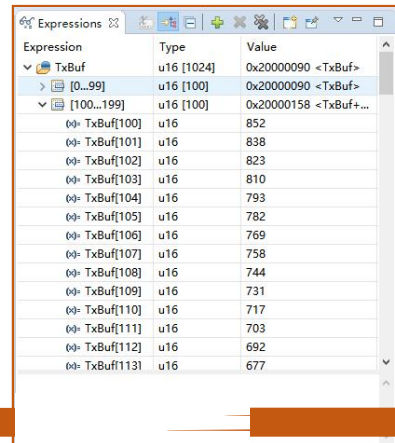 Expressions
Expression Type Value
TxBuf u16 [1024] 0x20000090 <TxBuf>
[0...99] u16 [100] 0x20000090 <TxBuf>
[100...199] u16 [100] 0x20000158 <TxBuf+...
(x)= TxBuf[100] u16 852
(x)= TxBuf[101] u16 838
(x)= TxBuf[102] u16 823
(x)= TxBuf[103] u16 810
(x)= TxBuf[104] u16 793
(x)= TxBuf[105] u16 782
(x)= TxBuf[106] u16 769
(x)= TxBuf[107] u16 758
(x)= TxBuf[108] u16 744
(x)= TxBuf[109] u16 731
(x)= TxBuf[110] u16 717
(x)= TxBuf[111] u16 703
(x)= TxBuf[112] u16 692
(x)= TxBuf[113] u16 677